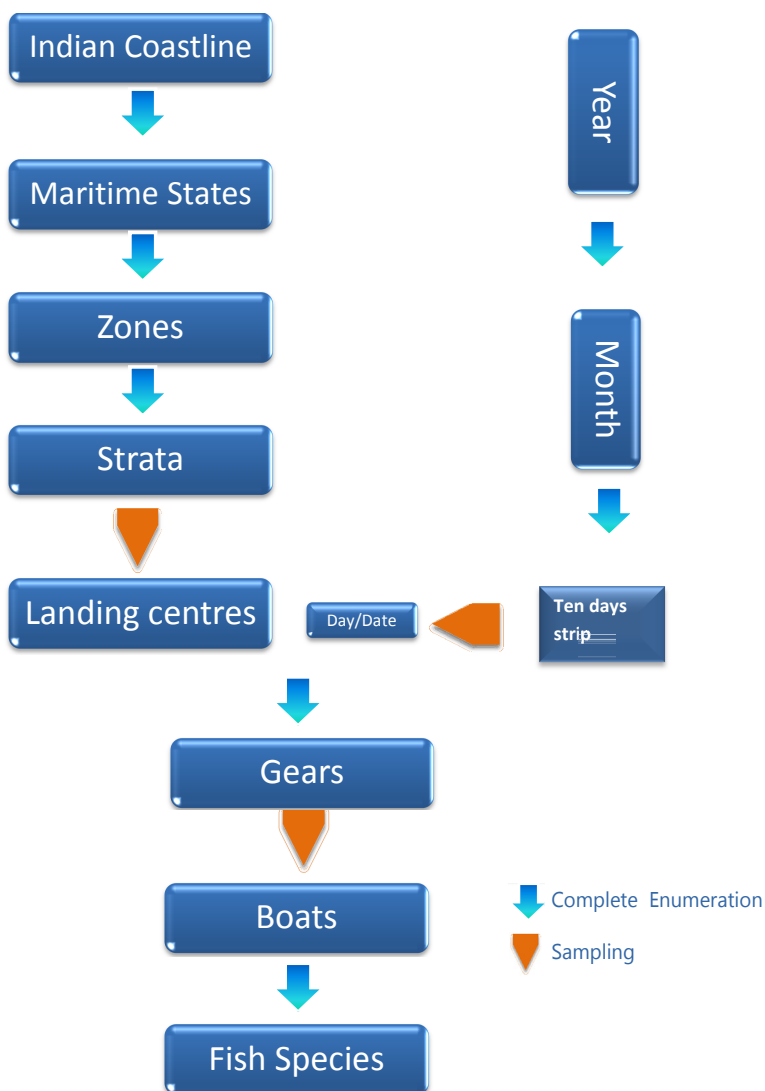 Indian Coastline
Maritime States
Zones
Strata
Landing centres
Year
Month
Ten days
strip
Day/Date
Gears
Boats
Fish Species
Complete Enumeration
Sampling